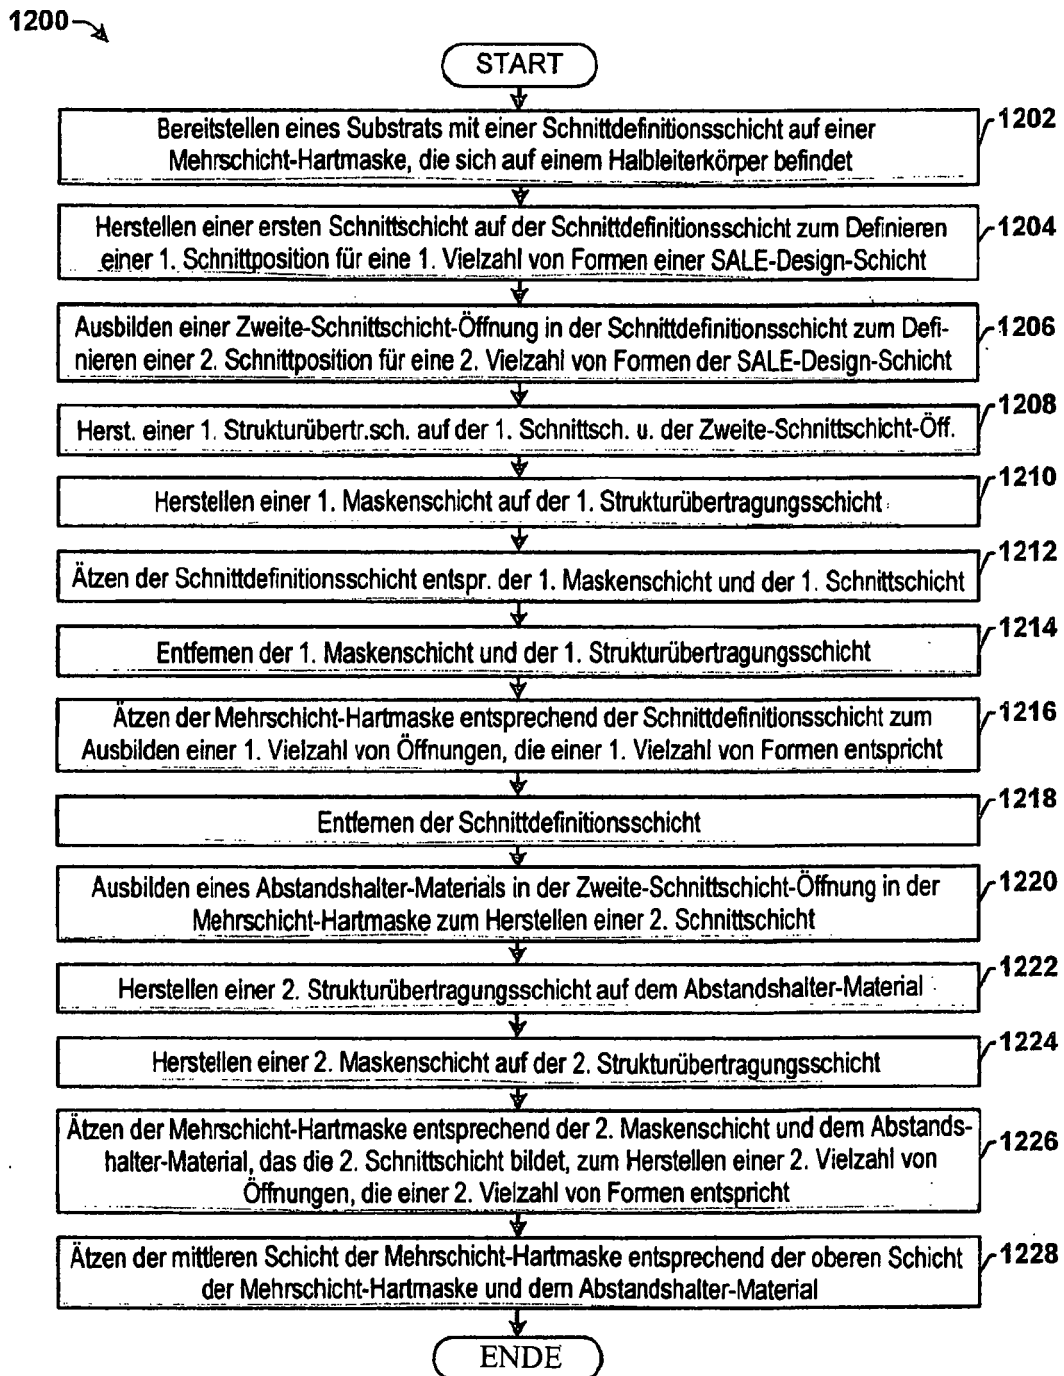 1200
START
Bereitstellen eines Substrats mit einer Schnittdefinitionsschicht auf einer
Mehrschicht-Hartmaske, die sich auf einem Halbleiterkörper befindet
1202
Herstellen einer ersten Schnittschicht auf der Schnittdefinitionsschicht zum Definieren
einer 1. Schnittposition für eine 1. Vielzahl von Formen einer SALE-Design-Schicht
1204
Ausbilden einer Zweite-Schnittschicht-Öffnung in der Schnittdefinitionsschicht zum Defi-
nieren einer 2. Schnittposition für eine 2. Vielzahl von Formen der SALE-Design-Schicht
1206
Herst. einer 1. Strukturübertr.sch. auf der 1. Schnittsch. u. der Zweite-Schnittschicht-Öff.
1208
Herstellen einer 1. Maskenschicht auf der 1. Strukturübertragungsschicht
1210
Ätzen der Schnittdefinitionsschicht entspr. der 1. Maskenschicht und der 1. Schnittschicht
1212
Entfernen der 1. Maskenschicht und der 1. Strukturübertragungsschicht
1214
Ätzen der Mehrschicht-Hartmaske entsprechend der Schnittdefinitionsschicht zum
Ausbilden einer 1. Vielzahl von Öffnungen, die einer 1. Vielzahl von Formen entspricht
1216
Entfernen der Schnittdefinitionsschicht
1218
Ausbilden eines Abstandshalter-Materials in der Zweite-Schnittschicht-Öffnung in der
Mehrschicht-Hartmaske zum Herstellen einer 2. Schnittschicht
1220
Herstellen einer 2. Strukturübertragungsschicht auf dem Abstandshalter-Material
1222
Herstellen einer 2. Maskenschicht auf der 2. Strukturübertragungsschicht
1224
Ätzen der Mehrschicht-Hartmaske entsprechend der 2. Maskenschicht und dem Abstands-
halter-Material, das die 2. Schnittschicht bildet, zum Herstellen einer 2. Vielzahl von
Öffnungen, die einer 2. Vielzahl von Formen entspricht
1226
Ätzen der mittleren Schicht der Mehrschicht-Hartmaske entsprechend der oberen Schicht
der Mehrschicht-Hartmaske und dem Abstandshalter-Material
1228
ENDE